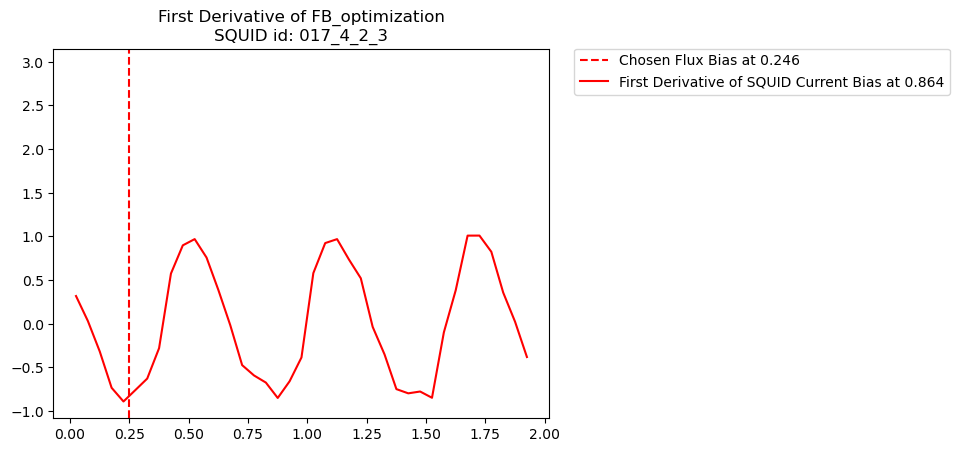 First Derivative of FB_optimization
SQUID id: 017_4_2_3
Chosen Flux Bias at 0.246
First Derivative of SQUID Current Bias at 0.864
3.0
2.5
2.0
1.5
1.0
0.5
0.0
−0.5
−1.0
0.00 0.25 0.50 0.75 1.00 1.25 1.50 1.75 2.00